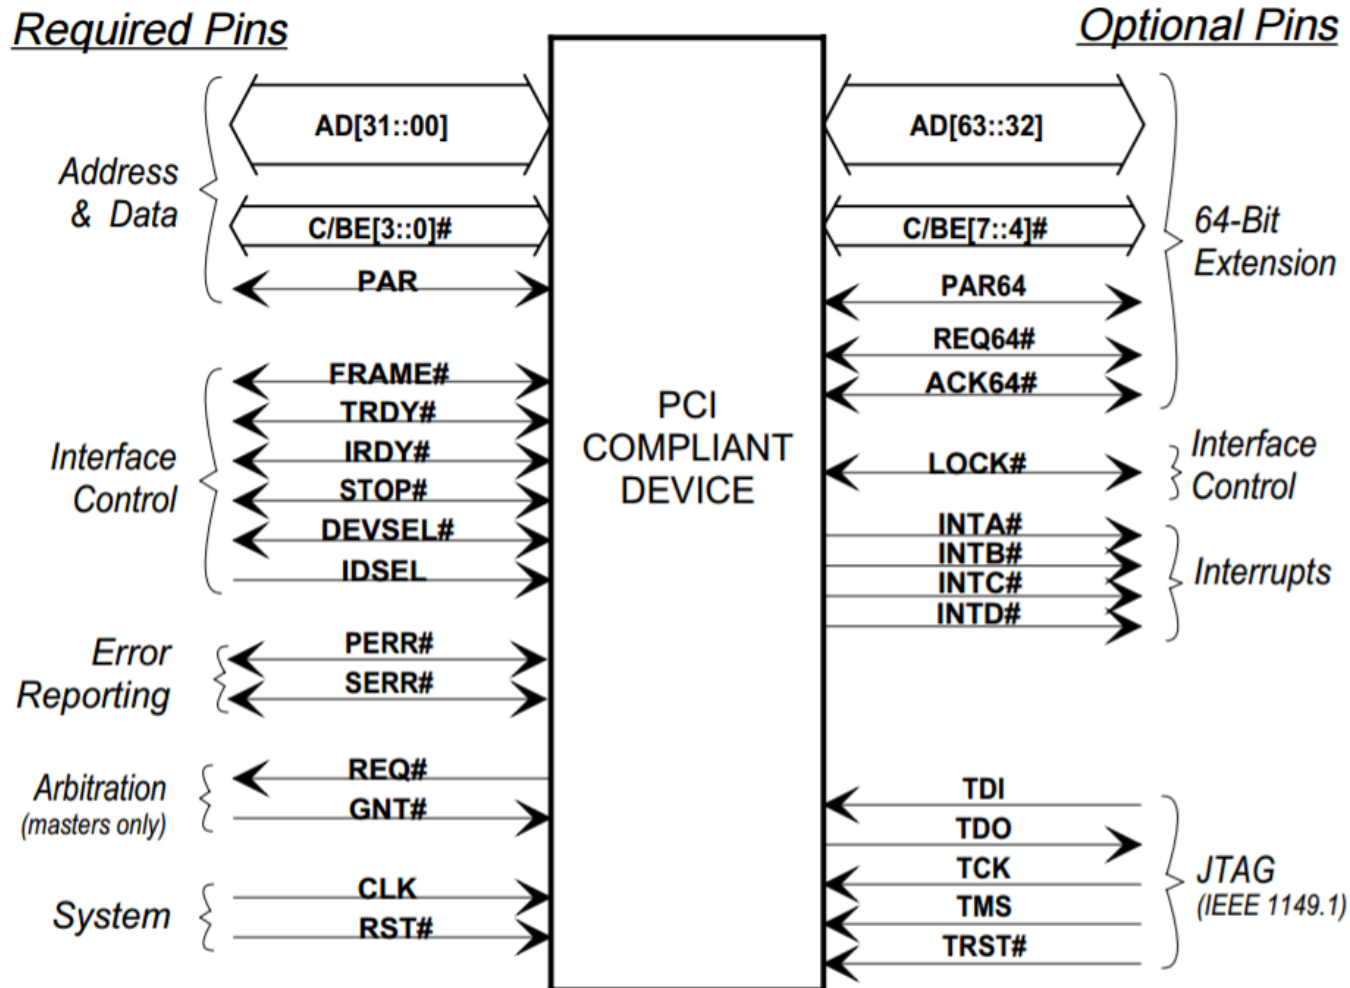 Required Pins
Optional Pins
Address
& Data
AD[31::00]
C/BE[3::0]#
PAR
Interface
Control
FRAME#
TRDY#
IRDY#
STOP#
DEVSEL#
IDSEL
Error
Reporting
PERR#
SERR#
Arbitration
(masters only)
REQ#
GNT#
System
CLK
RST#
PCI
COMPLIANT
DEVICE
AD[63::32]
C/BE[7::4]#
PAR64
REQ64#
ACK64#
64-Bit
Extension
LOCK#
Interface
Control
INTA#
INTB#
INTC#
INTD#
Interrupts
TDI
TDO
TCK
TMS
TRST#
JTAG
(IEEE 1149.1)